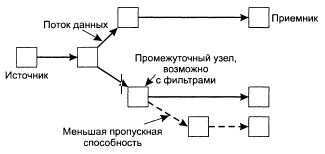 Поток данных
Приемник
Источник
Промежуточный узел,
возможно
с фильтрами
Меньшая пропускная
способность